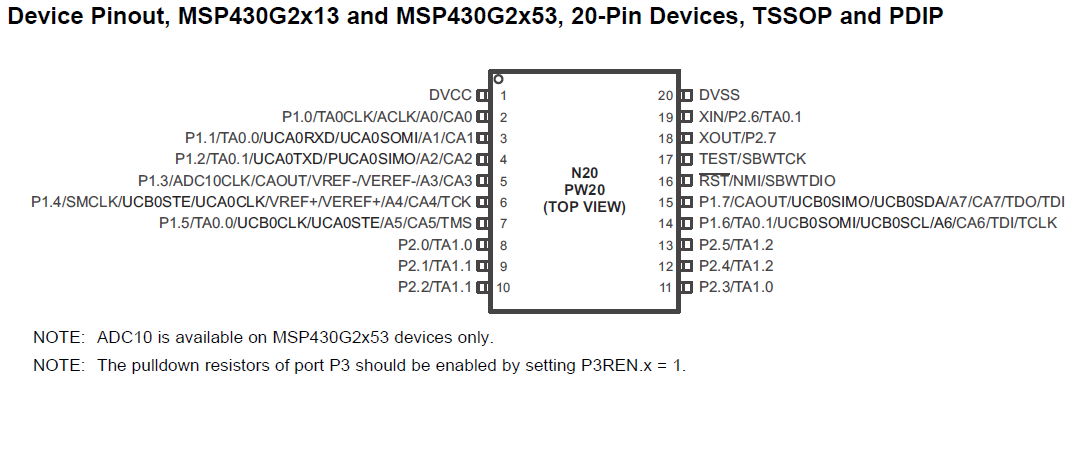 Device Pinout, MSP430G2x13 and MSP430G2x53, 20-Pin Devices, TSSOP and PDIP
DVCC 1 20 DVSS
P1.0/TA0CLK/ACLK/A0/CA0 2 19 XIN/P2.6/TA0.1
P1.1/TA0.0/UCA0RXD/UCA0SOMI/A1/CA1 3 18 XOUT/P2.7
P1.2/TA0.1/UCA0TXD/PUCA0SIMO/A2/CA2 4 17 TEST/SBWTCK
P1.3/ADC10CLK/CAOUT/VREF-/VEREF-/A3/CA3 5 16 RST/NMI/SBWTDIO
P1.4/SMCLK/UCB0STE/UCA0CLK/VREF+/VEREF+/A4/CA4/TCK 6 15 P1.7/CAOUT/UCB0SIMO/UCB0SDA/A7/CA7/TDO/TDI
P1.5/TA0.0/UCB0CLK/UCA0STE/A5/CA5/TMS 7 14 P1.6/TA0.1/UCB0SOMI/UCB0SCL/A6/CA6/TDI/TCLK
P2.0/TA1.0 8 13 P2.5/TA1.2
P2.1/TA1.1 9 12 P2.4/TA1.2
P2.2/TA1.1 10 11 P2.3/TA1.0
N20
PW20
(TOP VIEW)
NOTE: ADC10 is available on MSP430G2x53 devices only.
NOTE: The pulldown resistors of port P3 should be enabled by setting P3REN.x = 1.